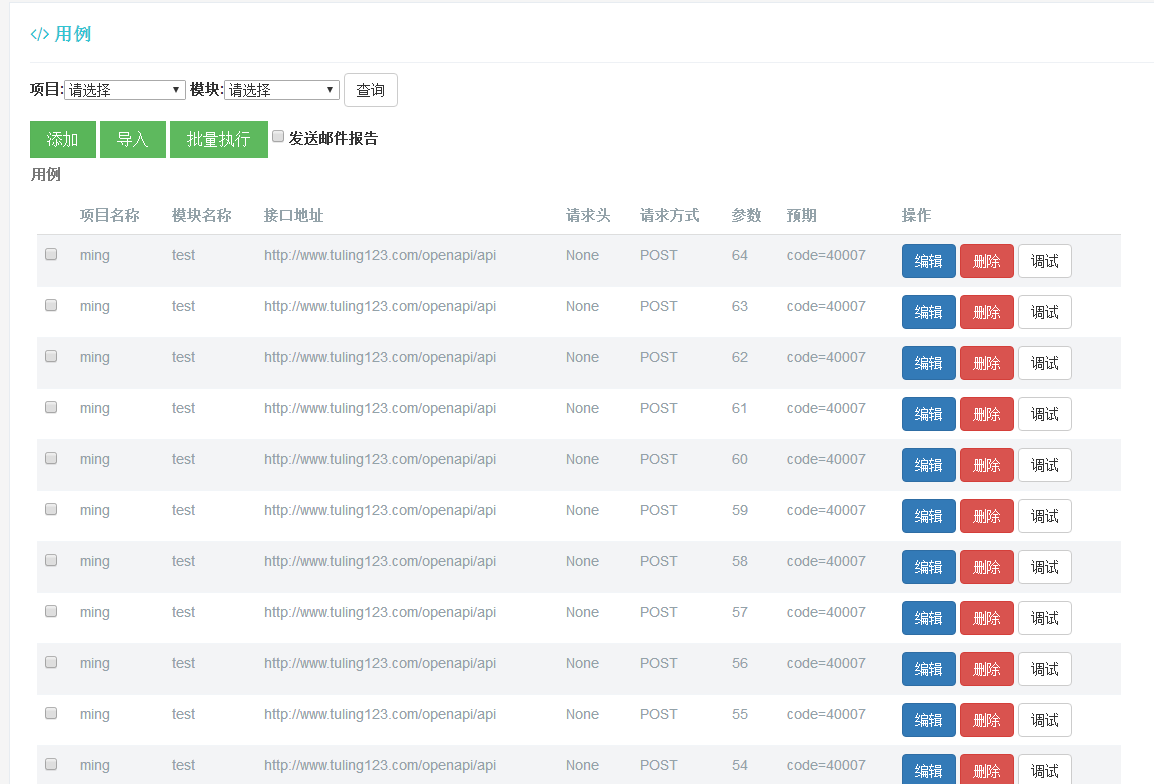 </> 用例
项目: 请选择 模块: 请选择 查询
添加 导入 批量执行 发送邮件报告
用例
项目名称 模块名称 接口地址 请求头 请求方式 参数 预期 操作
ming test http://www.tuling123.com/openapi/api None POST 64 code=40007 编辑 删除 调试
ming test http://www.tuling123.com/openapi/api None POST 63 code=40007 编辑 删除 调试
ming test http://www.tuling123.com/openapi/api None POST 62 code=40007 编辑 删除 调试
ming test http://www.tuling123.com/openapi/api None POST 61 code=40007 编辑 删除 调试
ming test http://www.tuling123.com/openapi/api None POST 60 code=40007 编辑 删除 调试
ming test http://www.tuling123.com/openapi/api None POST 59 code=40007 编辑 删除 调试
ming test http://www.tuling123.com/openapi/api None POST 58 code=40007 编辑 删除 调试
ming test http://www.tuling123.com/openapi/api None POST 57 code=40007 编辑 删除 调试
ming test http://www.tuling123.com/openapi/api None POST 56 code=40007 编辑 删除 调试
ming test http://www.tuling123.com/openapi/api None POST 55 code=40007 编辑 删除 调试
ming test http://www.tuling123.com/openapi/api None POST 54 code=40007 编辑 删除 调试